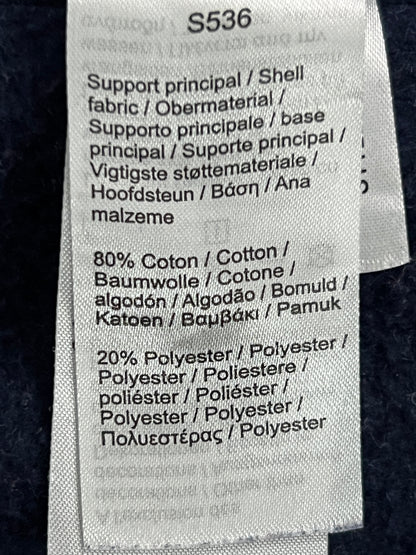 S536
Support principal / Shell
fabric / Obermaterial /
Supporto principale / base
principal / Suporte principal /
Vigtigste støttemateriale /
Hoofdsteun / Βάση / Ana
malzeme
80% Coton / Cotton /
Baumwolle / Cotone /
algodón / Algodão / Bomuld /
Katoen / Βαμβάκι / Pamuk
20% Polyester / Polyester /
Polyester / Poliestere /
poliéster / Poliéster /
Polyester / Polyester /
Πολυεστέρας / Polyester